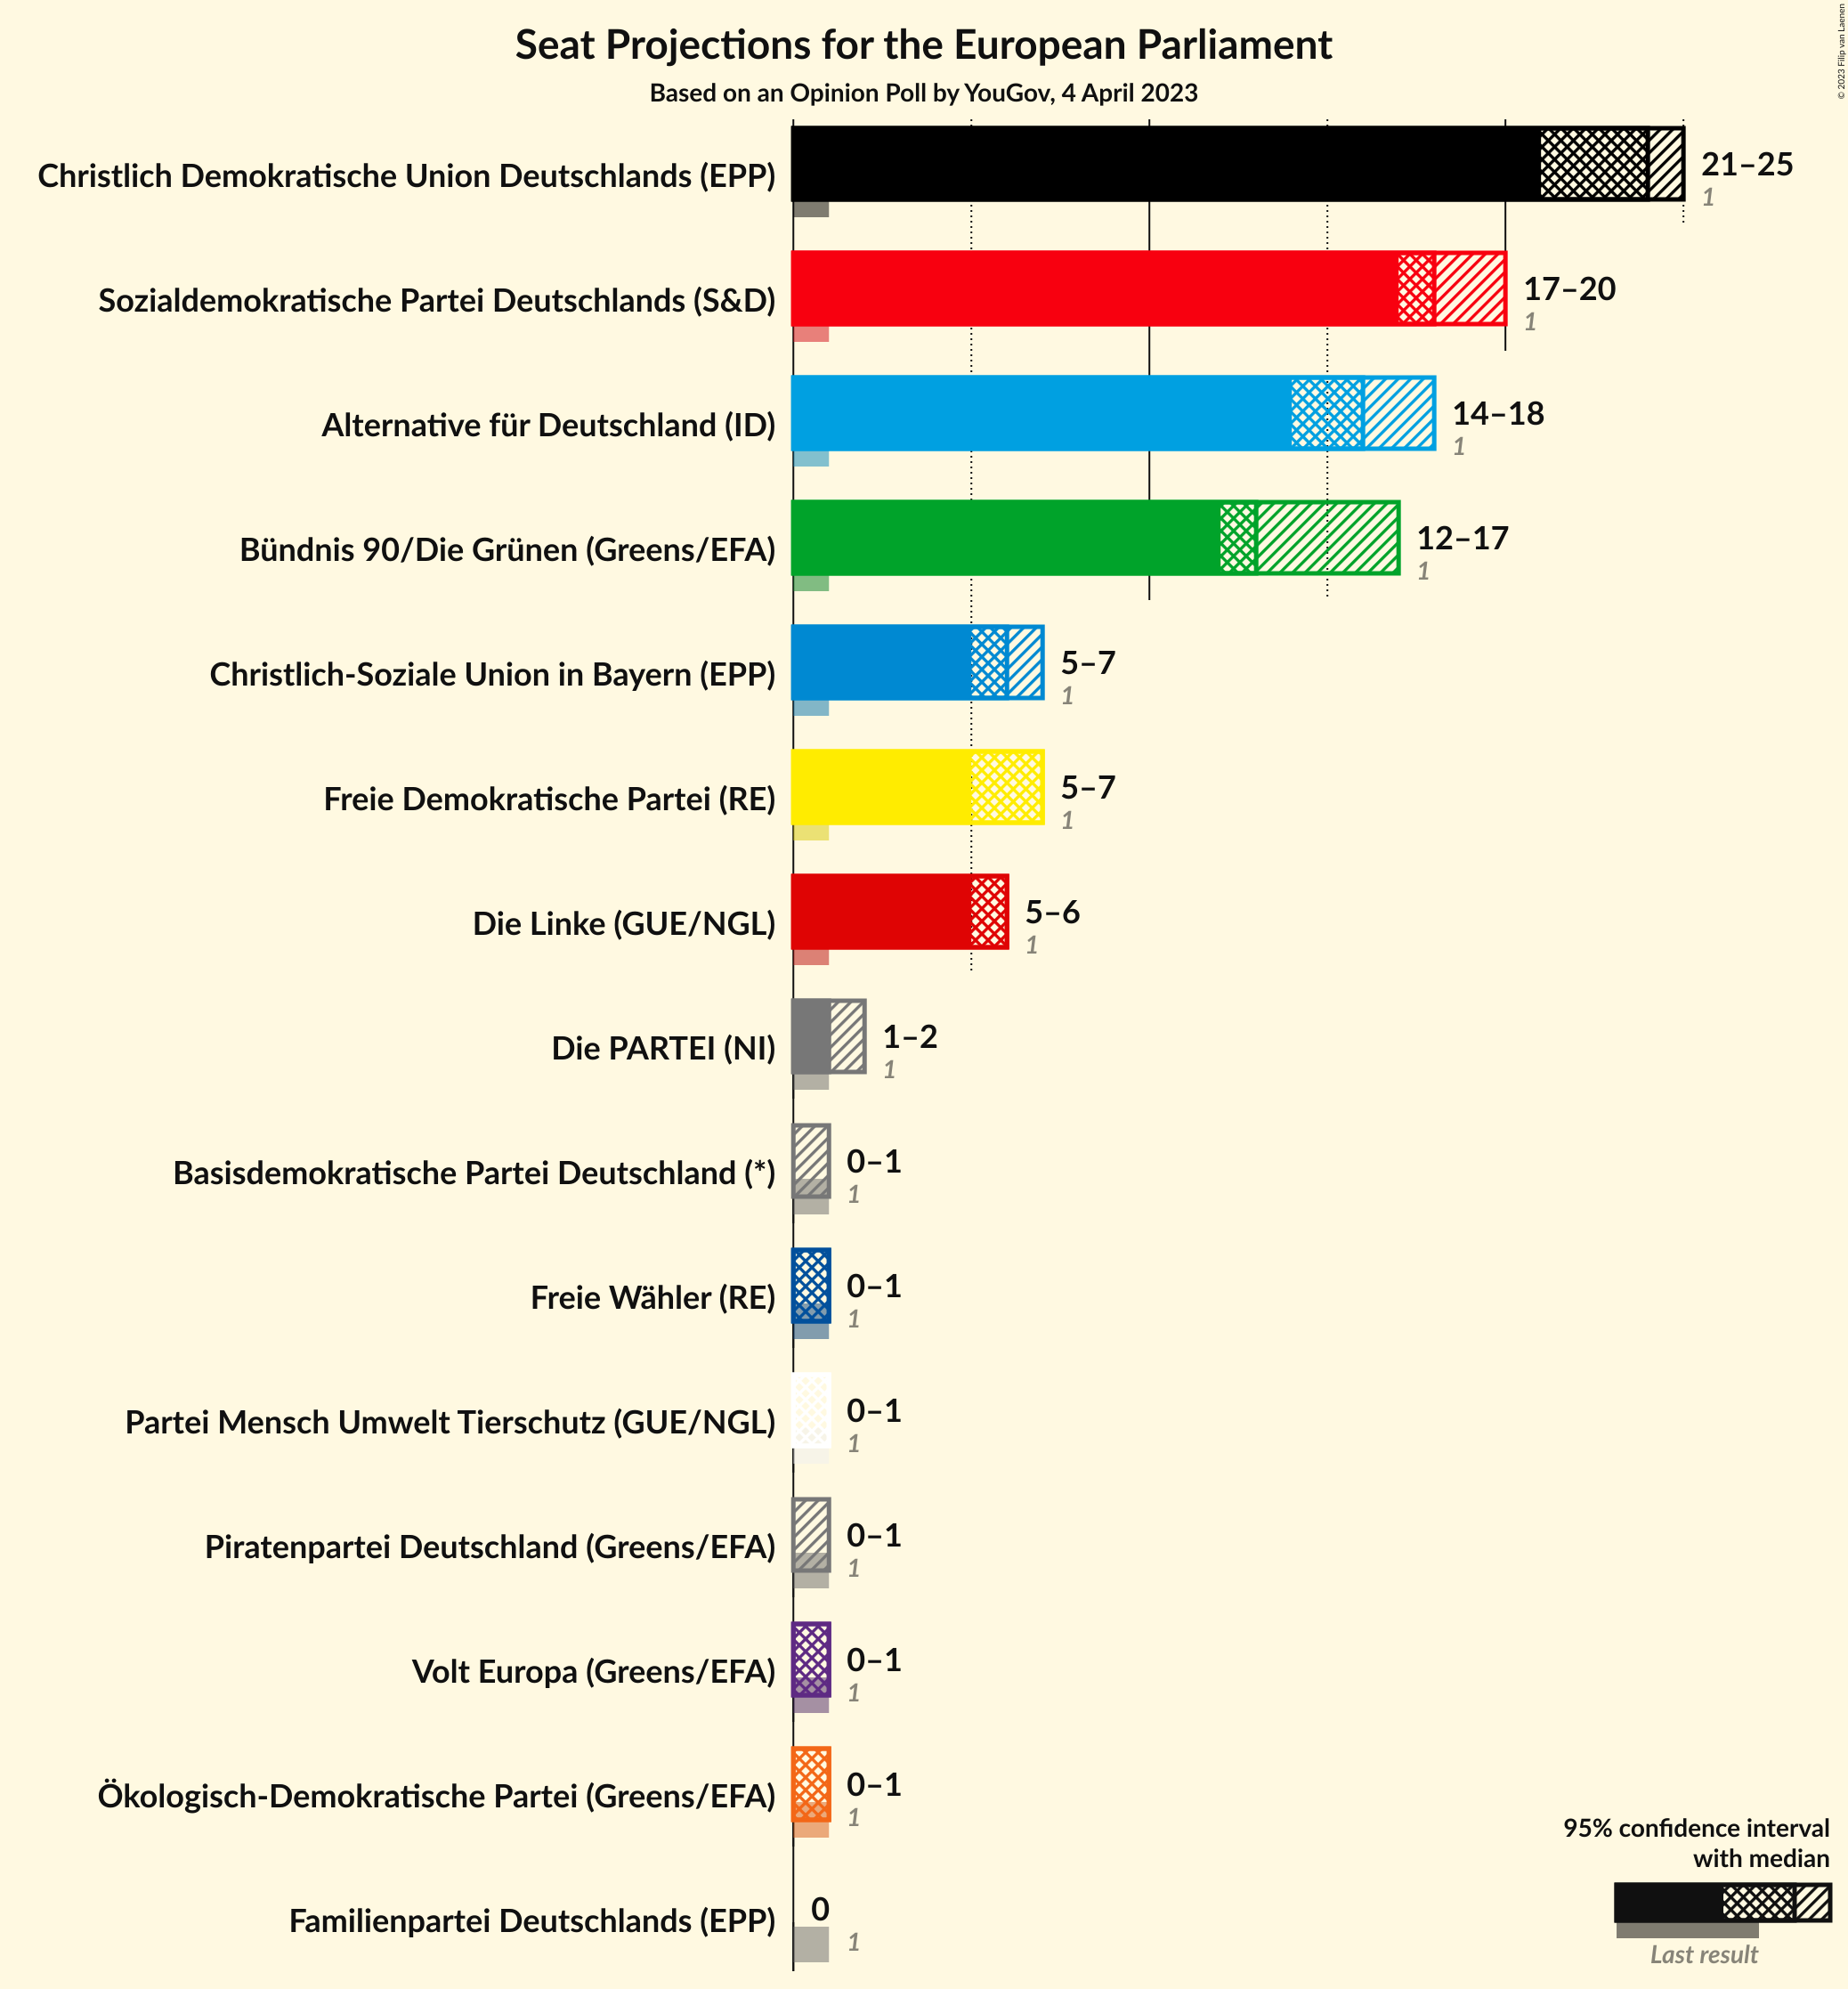 Seat Projections for the European Parliament
Based on an Opinion Poll by YouGov, 4 April 2023
© 2023 Filip van Laenen
Christlich Demokratische Union Deutschlands (EPP)
21–25
1
Sozialdemokratische Partei Deutschlands (S&D)
17–20
1
Alternative für Deutschland (ID)
14–18
1
Bündnis 90/Die Grünen (Greens/EFA)
12–17
1
Christlich-Soziale Union in Bayern (EPP)
5–7
1
Freie Demokratische Partei (RE)
5–7
1
Die Linke (GUE/NGL)
5–6
1
Die PARTEI (NI)
1–2
1
Basisdemokratische Partei Deutschland (*)
0–1
1
Freie Wähler (RE)
0–1
1
Partei Mensch Umwelt Tierschutz (GUE/NGL)
0–1
1
Piratenpartei Deutschland (Greens/EFA)
0–1
1
Volt Europa (Greens/EFA)
0–1
1
Ökologisch-Demokratische Partei (Greens/EFA)
0–1
1
Familienpartei Deutschlands (EPP)
0
1
95% confidence interval
with median
Last result